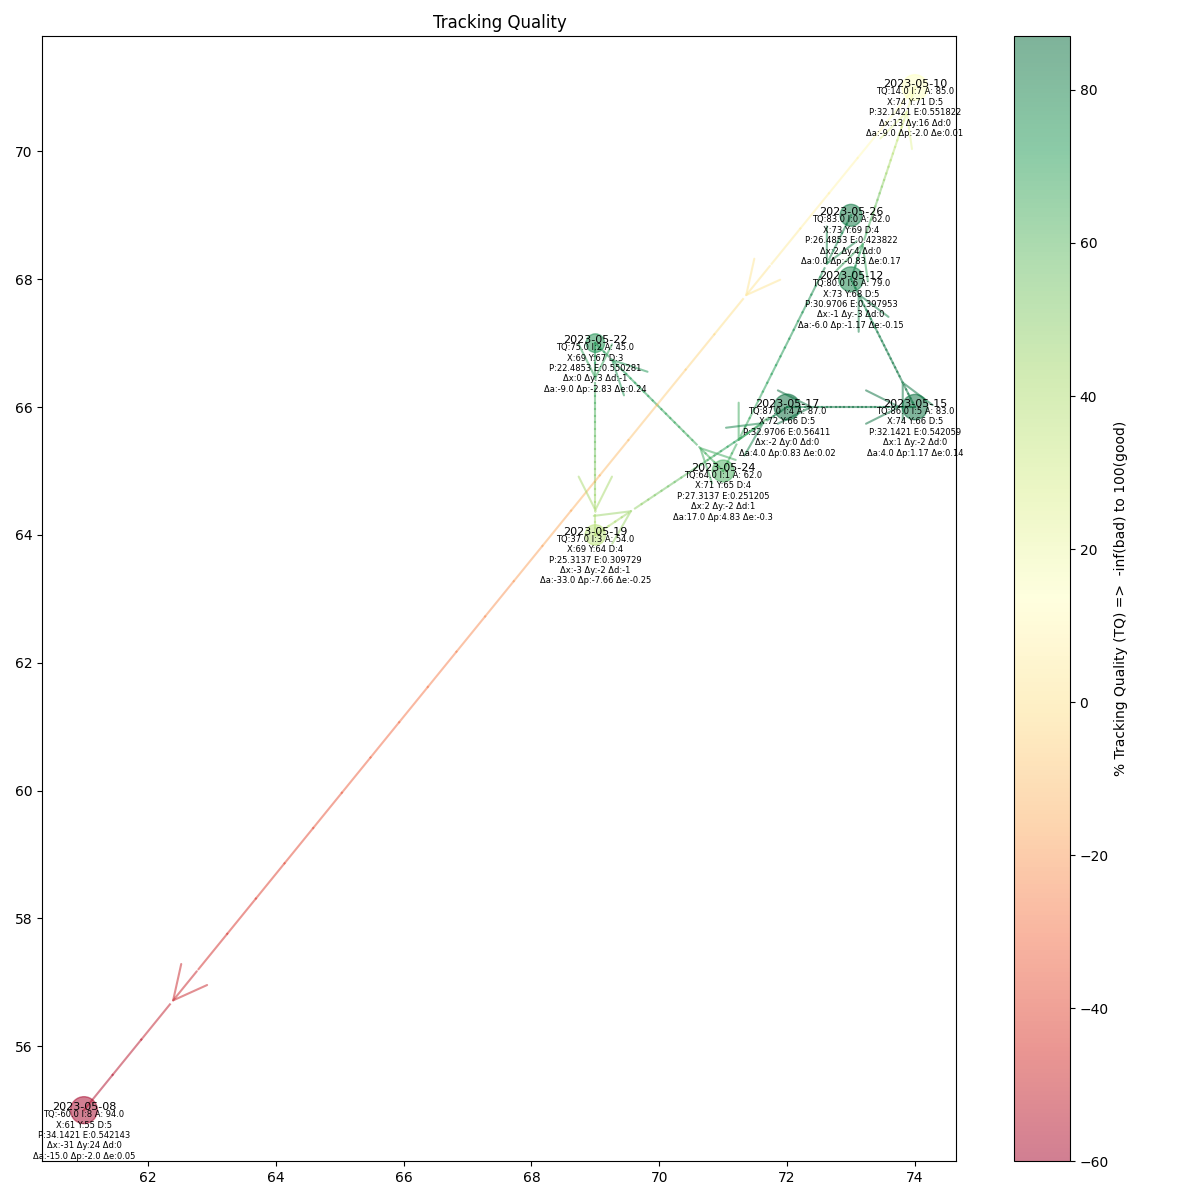 Tracking Quality
2023-05-10
TQ:14.0 I:7 A: 85.0
X:74 Y:71 D:5
P:32.1421 E:0.551822
Δx:13 Δy:16 Δd:0
Δa:-9.0 Δp:-2.0 Δe:0.01
2023-05-26
TQ:83.0 I:0 A: 62.0
X:73 Y:69 D:4
P:26.4853 E:0.423822
Δx:2 Δy:4 Δd:0
Δa:0.0 Δp:-0.83 Δe:0.17
2023-05-12
TQ:80.0 I:6 A: 79.0
X:73 Y:68 D:5
P:30.9706 E:0.397953
Δx:-1 Δy:-3 Δd:0
Δa:-6.0 Δp:-1.17 Δe:-0.15
2023-05-22
TQ:75.0 I:2 A: 45.0
X:69 Y:67 D:3
P:22.4853 E:0.550281
Δx:0 Δy:3 Δd:-1
Δa:-9.0 Δp:-2.83 Δe:0.24
2023-05-17
TQ:87.0 I:4 A: 87.0
X:72 Y:66 D:5
P:32.9706 E:0.56411
Δx:-2 Δy:0 Δd:0
Δa:4.0 Δp:0.83 Δe:0.02
2023-05-15
TQ:86.0 I:5 A: 83.0
X:74 Y:66 D:5
P:32.1421 E:0.542059
Δx:1 Δy:-2 Δd:0
Δa:4.0 Δp:1.17 Δe:0.14
2023-05-24
TQ:64.0 I:1 A: 62.0
X:71 Y:65 D:4
P:27.3137 E:0.251205
Δx:2 Δy:-2 Δd:1
Δa:17.0 Δp:4.83 Δe:-0.3
2023-05-19
TQ:37.0 I:3 A: 54.0
X:69 Y:64 D:4
P:25.3137 E:0.309729
Δx:-3 Δy:-2 Δd:-1
Δa:-33.0 Δp:-7.66 Δe:-0.25
2023-05-08
TQ:-60.0 I:8 A: 94.0
X:61 Y:55 D:5
P:34.1421 E:0.542143
Δx:-31 Δy:24 Δd:0
Δa:-15.0 Δp:-2.0 Δe:0.05
70
68
66
64
62
60
58
56
62 64 66 68 70 72 74
80
60
40
20
0
−20
−40
−60
% Tracking Quality (TQ) => -inf(bad) to 100(good)